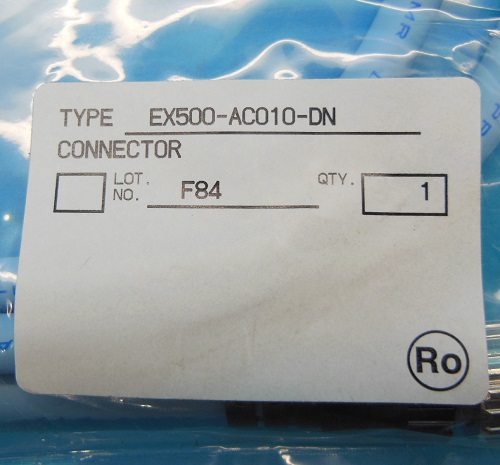 TYPE EX500-AC010-DN
CONNECTOR
LOT. NO. F84 QTY. 1
Ro